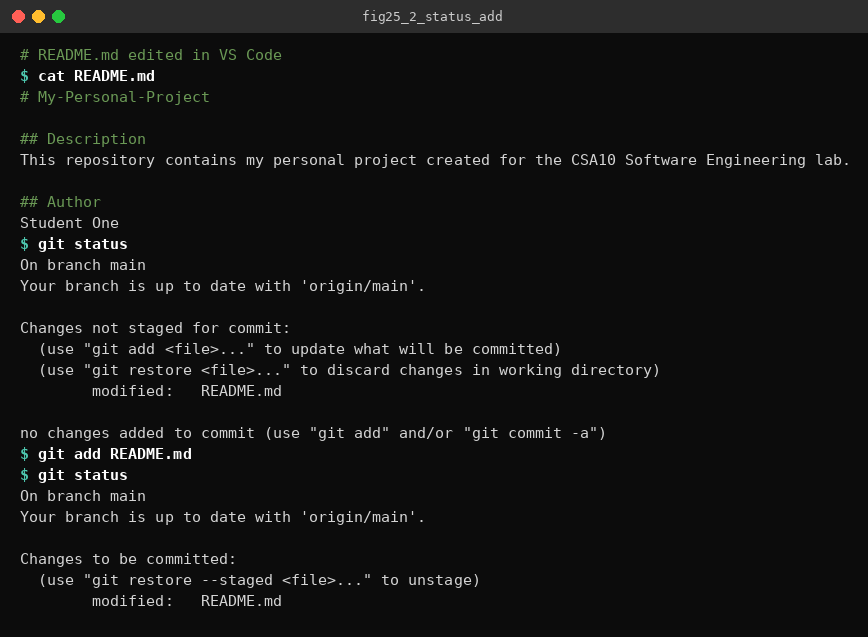 fig25_2_status_add
# README.md edited in VS Code
$ cat README.md
# My-Personal-Project
## Description
This repository contains my personal project created for the CSA10 Software Engineering lab.
## Author
Student One
$ git status
On branch main
Your branch is up to date with 'origin/main'.
Changes not staged for commit:
  (use "git add <file>..." to update what will be committed)
  (use "git restore <file>..." to discard changes in working directory)
        modified:   README.md
no changes added to commit (use "git add" and/or "git commit -a")
$ git add README.md
$ git status
On branch main
Your branch is up to date with 'origin/main'.
Changes to be committed:
  (use "git restore --staged <file>..." to unstage)
        modified:   README.md